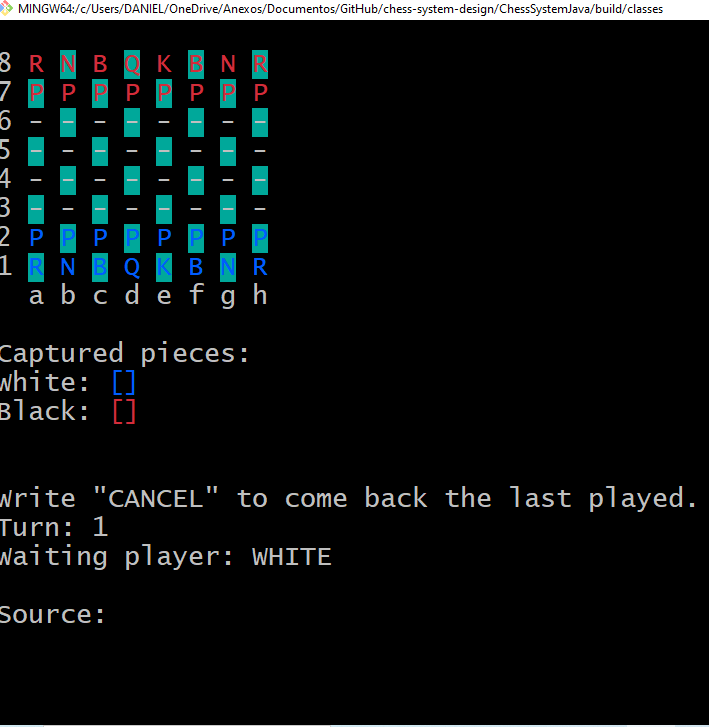 MINGW64:/c/Users/DANIEL/OneDrive/Anexos/Documentos/GitHub/chess-system-design/ChessSystemJava/build/classes
8 R N B Q K B N R
7 P P P P P P P P
6 - - - - - - - -
5 - - - - - - - -
4 - - - - - - - -
3 - - - - - - - -
2 P P P P P P P P
1 R N B Q K B N R
a b c d e f g h
Captured pieces:
White: []
Black: []
Write "CANCEL" to come back the last played.
Turn: 1
Waiting player: WHITE
Source: